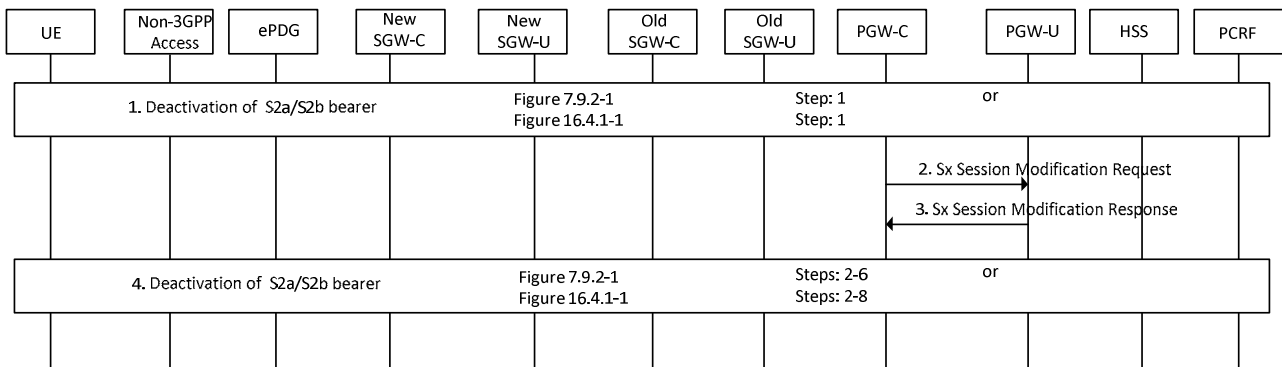 UE
Non-3GPP
Access
ePDG
New
SGW-C
New
SGW-U
Old
SGW-C
Old
SGW-U
PGW-C
PGW-U
HSS
PCRF
1. Deactivation of S2a/S2b bearer
Figure 7.9.2-1 Step: 1 or
Figure 16.4.1-1 Step: 1
2. Sx Session Modification Request
3. Sx Session Modification Response
4. Deactivation of S2a/S2b bearer
Figure 7.9.2-1 Steps: 2-6 or
Figure 16.4.1-1 Steps: 2-8